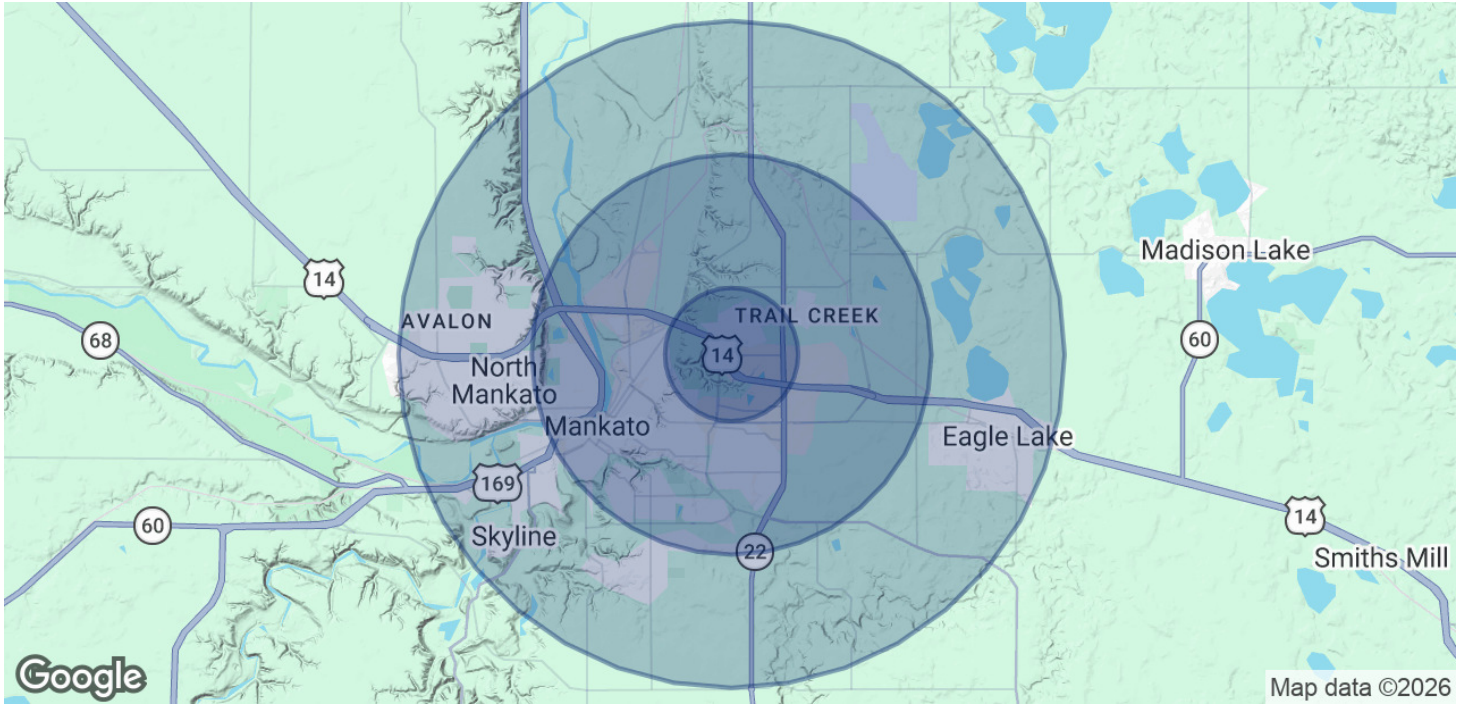 Madison Lake
14
AVALON
TRAIL CREEK
68
60
14
North
Mankato
Mankato
Eagle Lake
169
14
60
Skyline
22
Smiths Mill
Google
Map data ©2026